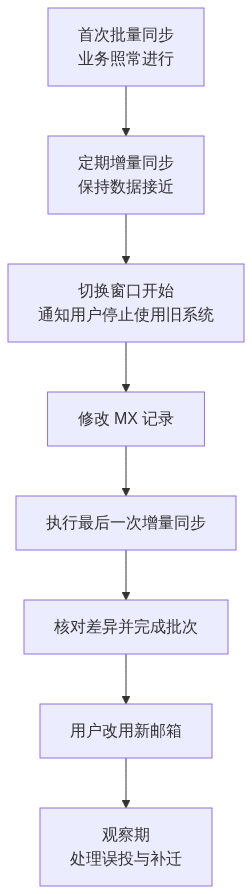 首次批量同步
业务照常进行
定期增量同步
保持数据接近
切换窗口开始
通知用户停止使用旧系统
修改 MX 记录
执行最后一次增量同步
核对差异并完成批次
用户改用新邮箱
观察期
处理误投与补迁